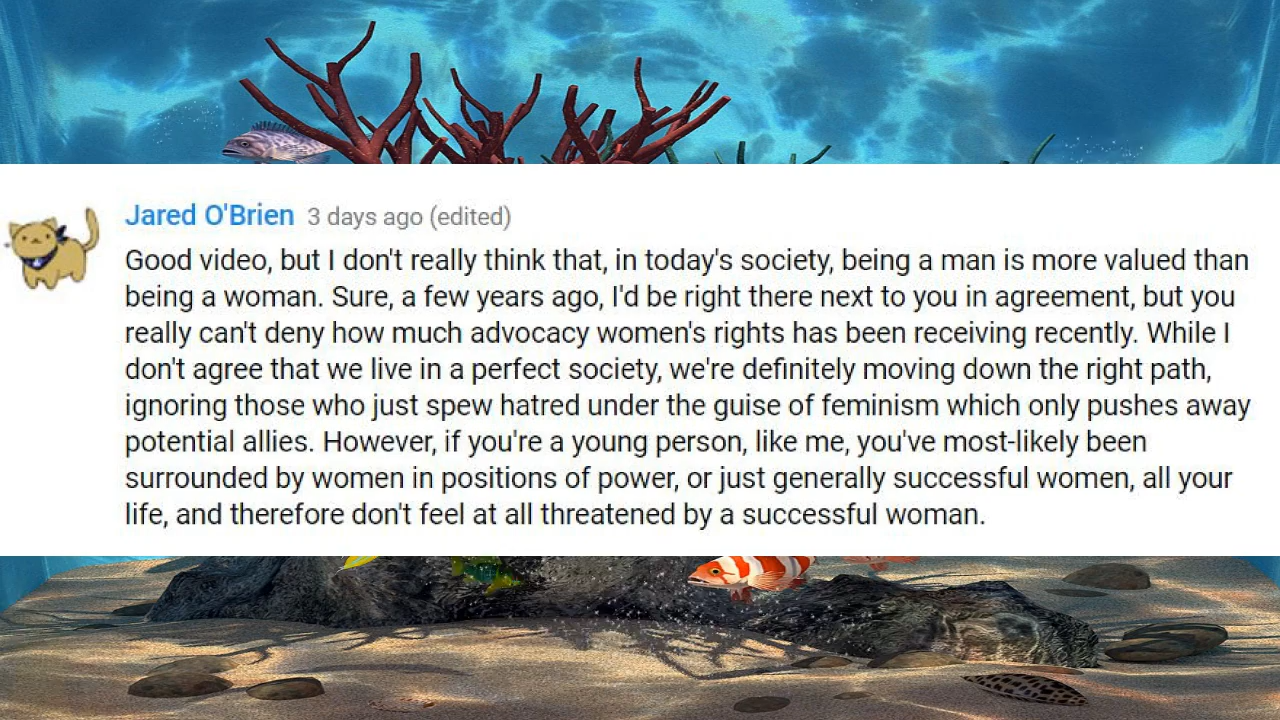 Jared O'Brien 3 days ago (edited)
Good video, but I don't really think that, in today's society, being a man is more valued than
being a woman. Sure, a few years ago, I'd be right there next to you in agreement, but you
really can't deny how much advocacy women's rights has been receiving recently. While I
don't agree that we live in a perfect society, we're definitely moving down the right path,
ignoring those who just spew hatred under the guise of feminism which only pushes away
potential allies. However, if you're a young person, like me, you've most-likely been
surrounded by women in positions of power, or just generally successful women, all your
life, and therefore don't feel at all threatened by a successful woman.